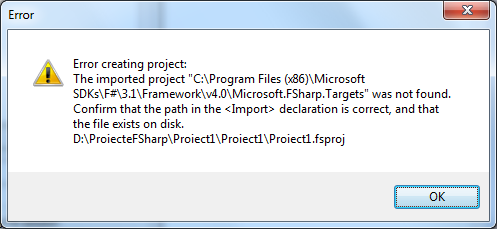 Error
Error creating project:
The imported project "C:\Program Files (x86)\Microsoft
SDKs\F#\3.1\Framework\v4.0\Microsoft.FSharp.Targets" was not found.
Confirm that the path in the <Import> declaration is correct, and that
the file exists on disk.
D:\ProiecteFSharp\Proiect1\Proiect1\Proiect1.fsproj
OK